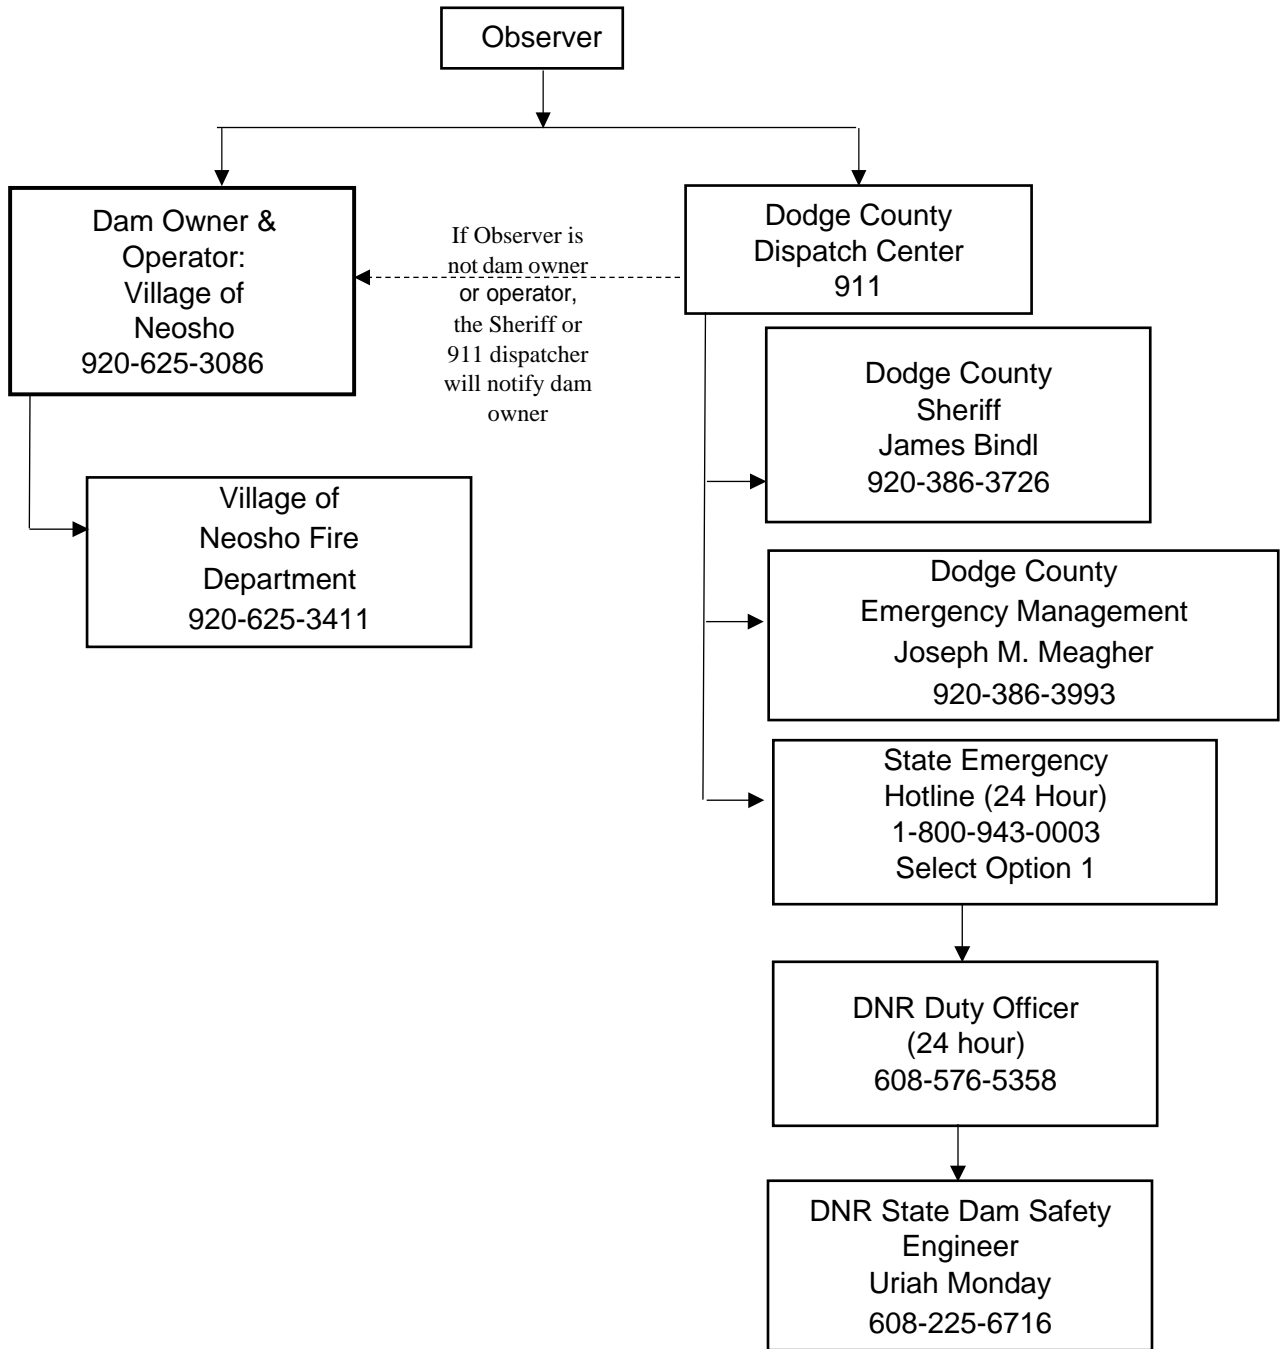 Observer
Dam Owner &
Operator:
Village of
Neosho
920-625-3086
If Observer is
not dam owner
or operator,
the Sheriff or
911 dispatcher
will notify dam
owner
Dodge County
Dispatch Center
911
Dodge County
Sheriff
James Bindl
920-386-3726
Village of
Neosho Fire
Department
920-625-3411
Dodge County
Emergency Management
Joseph M. Meagher
920-386-3993
State Emergency
Hotline (24 Hour)
1-800-943-0003
Select Option 1
DNR Duty Officer
(24 hour)
608-576-5358
DNR State Dam Safety
Engineer
Uriah Monday
608-225-6716